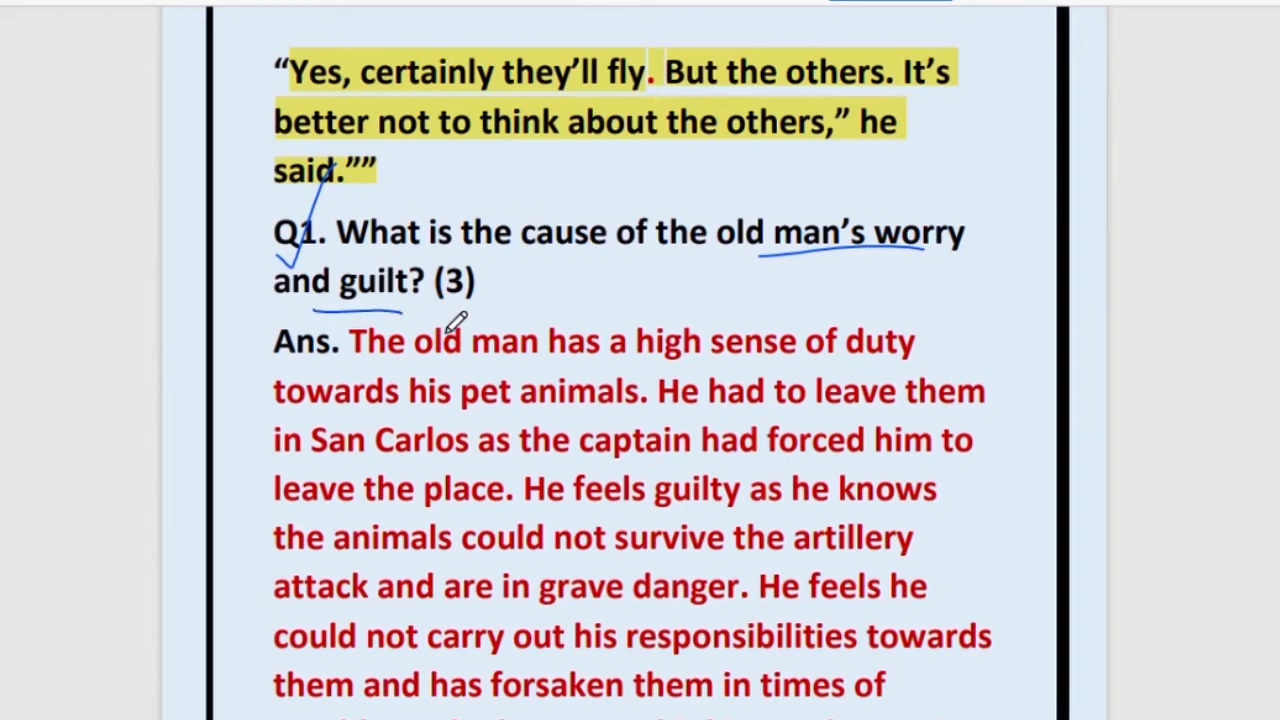 “Yes, certainly they’ll fly. But the others. It’s
better not to think about the others,” he
said.””
Q1. What is the cause of the old man’s worry
and guilt? (3)
Ans. The old man has a high sense of duty
towards his pet animals. He had to leave them
in San Carlos as the captain had forced him to
leave the place. He feels guilty as he knows
the animals could not survive the artillery
attack and are in grave danger. He feels he
could not carry out his responsibilities towards
them and has forsaken them in times of